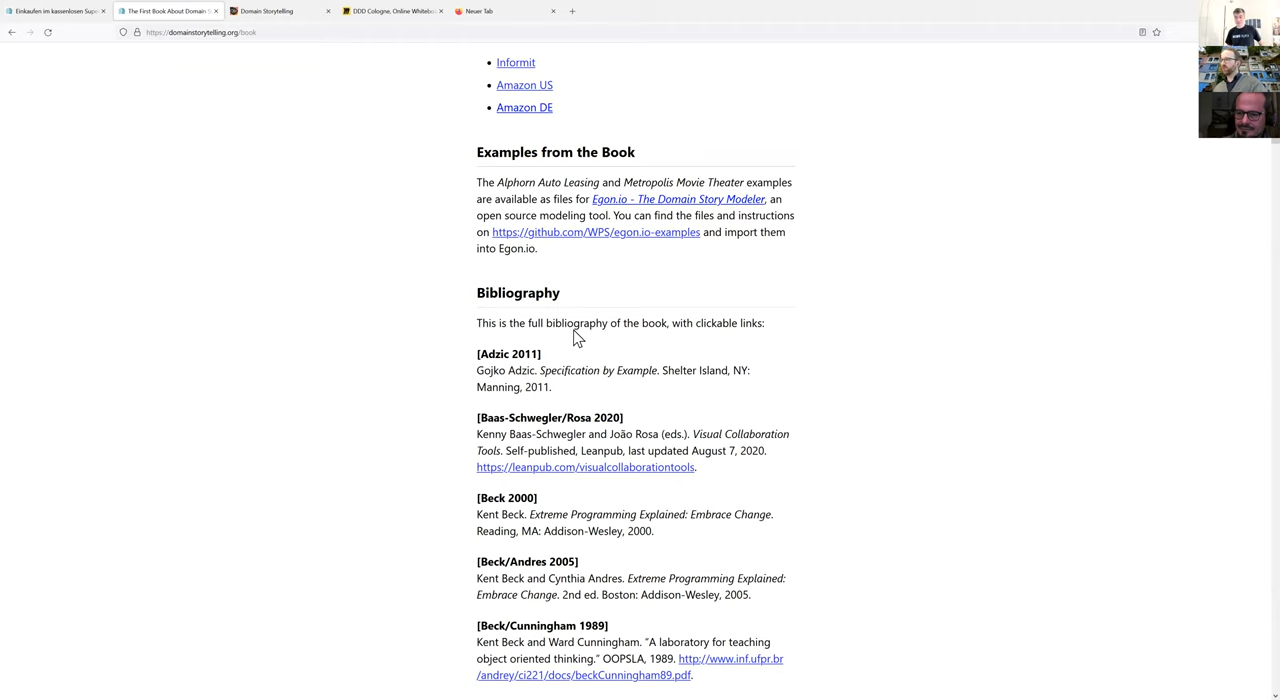 Einkaufen im kassenlosen Supe
The First Book About Domain S
Domain Storytelling
DDD Cologne, Online Whitebo
Neuer Tab
https://domainstorytelling.org/book
Informit
Amazon US
Amazon DE
Examples from the Book
The Alphorn Auto Leasing and Metropolis Movie Theater examples
are available as files for Egon.io - The Domain Story Modeler, an
open source modeling tool. You can find the files and instructions
on https://github.com/WPS/egon.io-examples and import them
into Egon.io.
Bibliography
This is the full bibliography of the book, with clickable links:
[Adzic 2011]
Gojko Adzic. Specification by Example. Shelter Island, NY:
Manning, 2011.
[Baas-Schwegler/Rosa 2020]
Kenny Baas-Schwegler and João Rosa (eds.). Visual Collaboration
Tools. Self-published, Leanpub, last updated August 7, 2020.
https://leanpub.com/visualcollaborationtools.
[Beck 2000]
Kent Beck. Extreme Programming Explained: Embrace Change.
Reading, MA: Addison-Wesley, 2000.
[Beck/Andres 2005]
Kent Beck and Cynthia Andres. Extreme Programming Explained:
Embrace Change. 2nd ed. Boston: Addison-Wesley, 2005.
[Beck/Cunningham 1989]
Kent Beck and Ward Cunningham. “A laboratory for teaching
object oriented thinking.” OOPSLA, 1989. http://www.inf.ufpr.br
/andrey/ci221/docs/beckCunningham89.pdf.